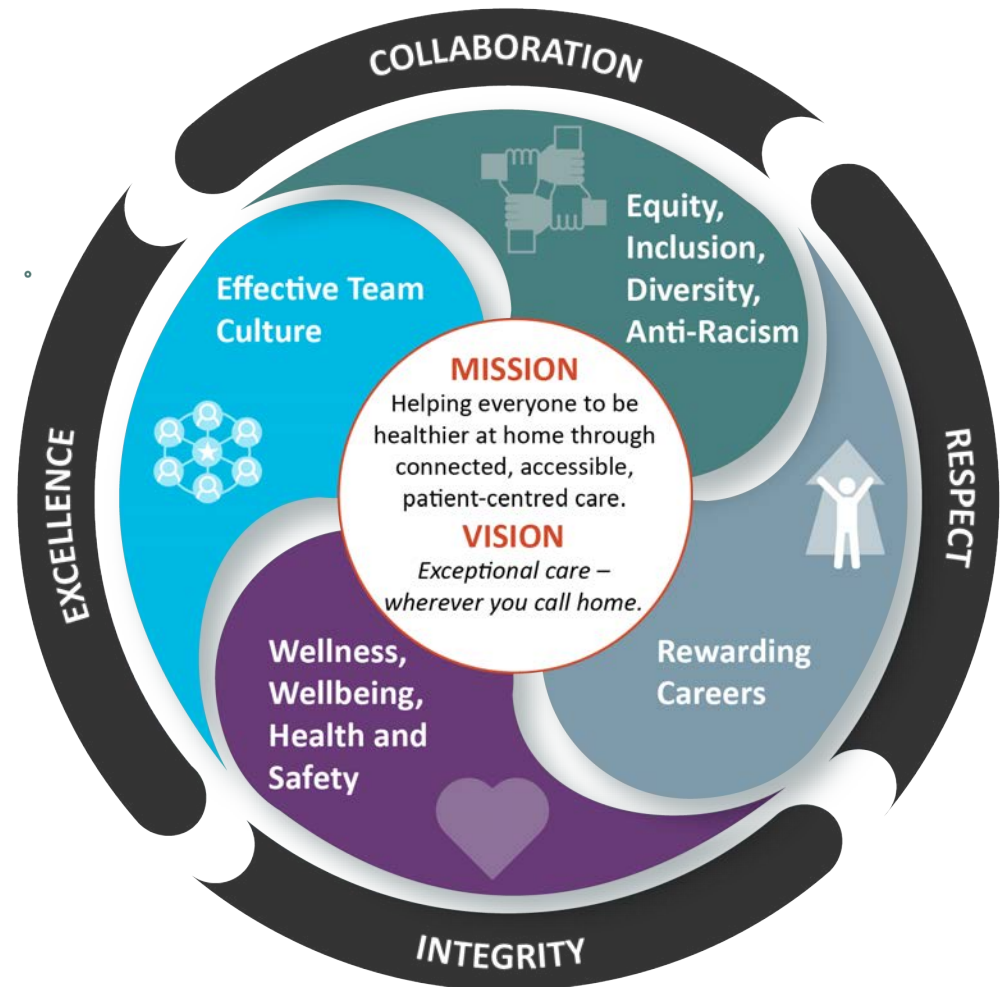 COLLABORATION
Equity,
Inclusion,
Diversity,
Anti-Racism
Effective Team
Culture
MISSION
Helping everyone to be
healthier at home through
connected, accessible,
patient-centred care.
VISION
Exceptional care –
wherever you call home.
EXCELLENCE
RESPECT
Wellness,
Wellbeing,
Health and
Safety
Rewarding
Careers
INTEGRITY